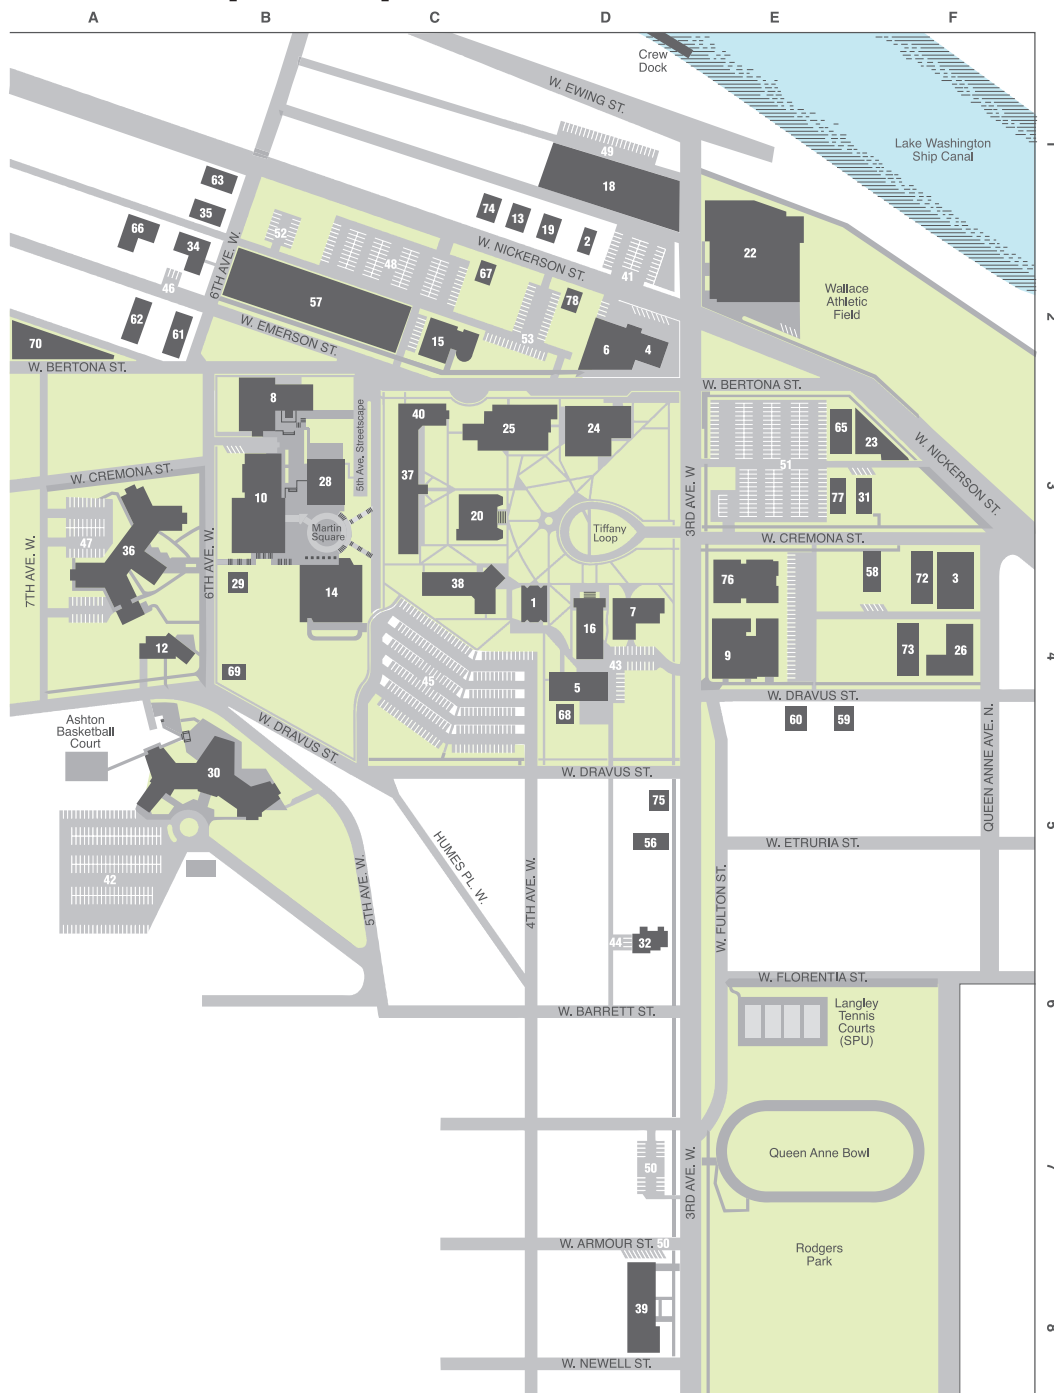 A B C D E F
Crew
Dock
W. EWING ST.
1
Lake Washington
Ship Canal
49
18
63
35
66
34
52
74
13
19
2
W. NICKERSON ST.
41
48
67
22
46
6TH AVE. W.
57
78
Wallace
Athletic
Field
2
62
61
W. EMERSON ST.
15
53
6
4
70
W. BERTONA ST.
W. BERTONA ST.
8
5th Ave. Streetscape
40
25
24
65
23
W. NICKERSON ST.
W. CREMONA ST.
10
28
37
3RD AVE. W
51
3
77
31
20
47
36
Martin
Square
Tiffany
Loop
W. CREMONA ST.
7TH AVE. W.
6TH AVE. W.
29
14
38
1
16
7
76
58
72
3
12
69
45
43
9
73
26
4
5
68
W. DRAVUS ST.
60
59
Ashton
Basketball
Court
W. DRAVUS ST.
30
W. DRAVUS ST.
QUEEN ANNE AVE. N.
75
5
56
W. ETRURIA ST.
42
5TH AVE. W.
HUMES PL. W.
4TH AVE. W.
W. FULTON ST.
44
32
W. FLORENTIA ST.
6
W. BARRETT ST.
Langley
Tennis
Courts
(SPU)
50
3RD AVE. W.
Queen Anne Bowl
7
W. ARMOUR ST.
50
Rodgers
Park
39
8
W. NEWELL ST.